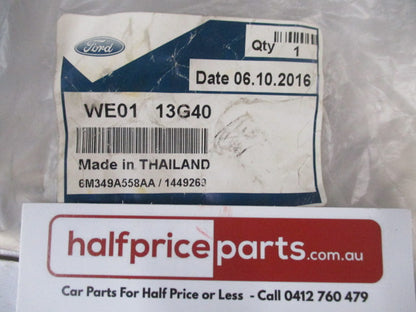 Ford
Qty 1
Date 06.10.2016
WE01 13G40
Made in THAILAND
6M349A558AA / 1449263
halfpriceparts.com.au
Car Parts For Half Price or Less - Call 0412 760 479